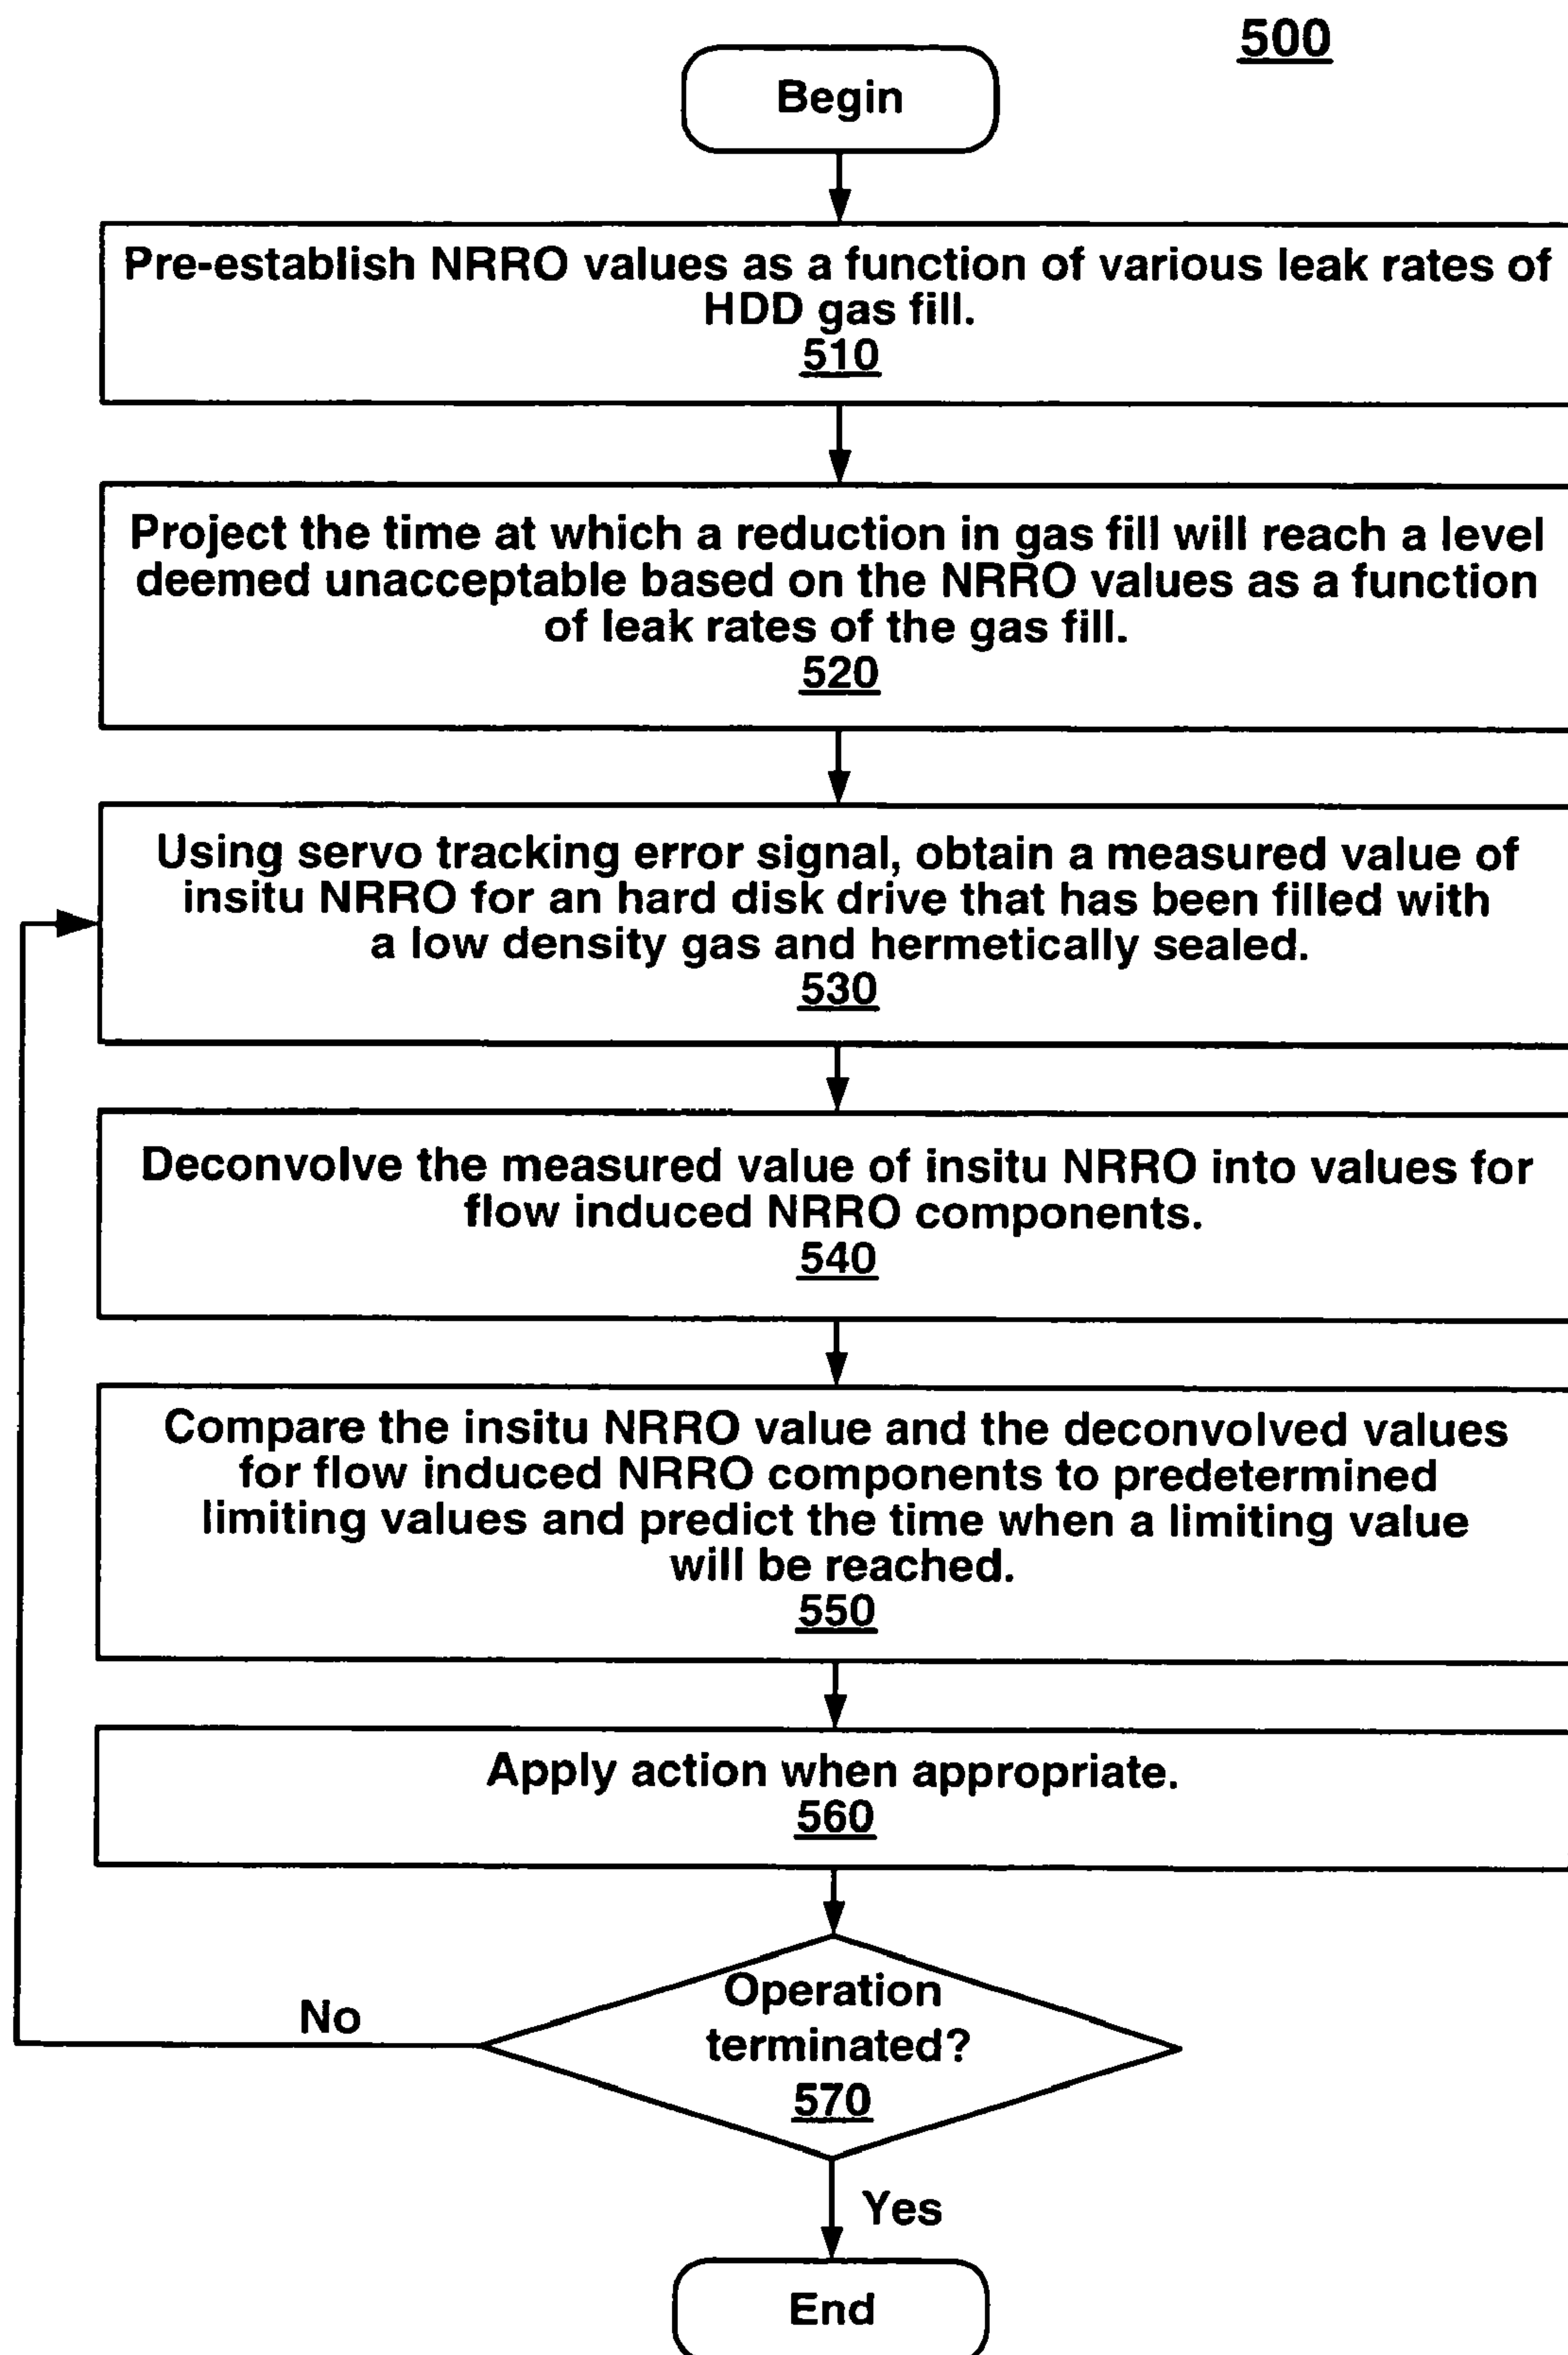 500
Begin
Pre-establish NRRO values as a function of various leak rates of
HDD gas fill.
510
Project the time at which a reduction in gas fill will reach a level
deemed unacceptable based on the NRRO values as a function
of leak rates of the gas fill.
520
Using servo tracking error signal, obtain a measured value of
insitu NRRO for an hard disk drive that has been filled with
a low density gas and hermetically sealed.
530
Deconvolve the measured value of insitu NRRO into values for
flow induced NRRO components.
540
Compare the insitu NRRO value and the deconvolved values
for flow induced NRRO components to predetermined
limiting values and predict the time when a limiting value
will be reached.
550
Apply action when appropriate.
560
Operation
terminated?
570
No
Yes
End